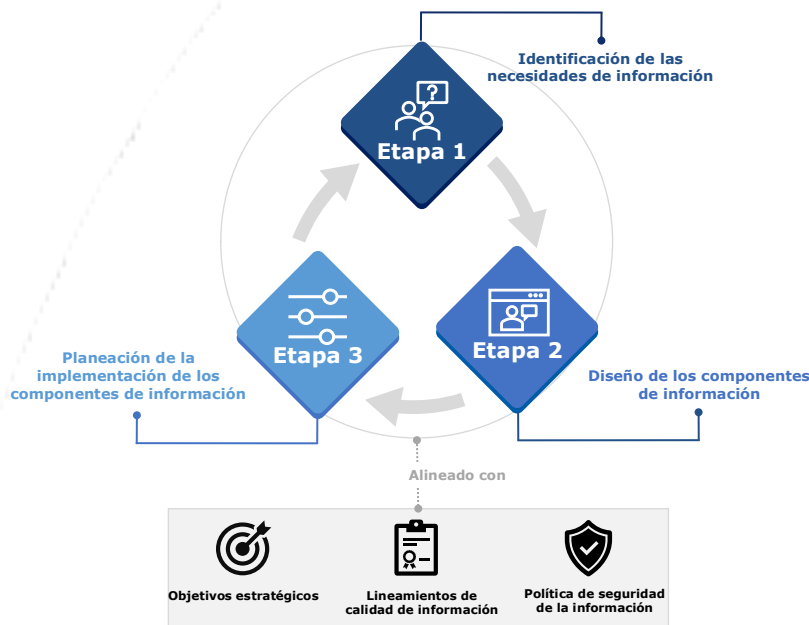 Identificación de las
necesidades de información
?
Etapa 1
Etapa 3
Etapa 2
Planeación de la
implementación de los
componentes de información
Diseño de los componentes
de información
Alineado con
Objetivos estratégicos
Lineamientos de
calidad de información
Política de seguridad
de la información